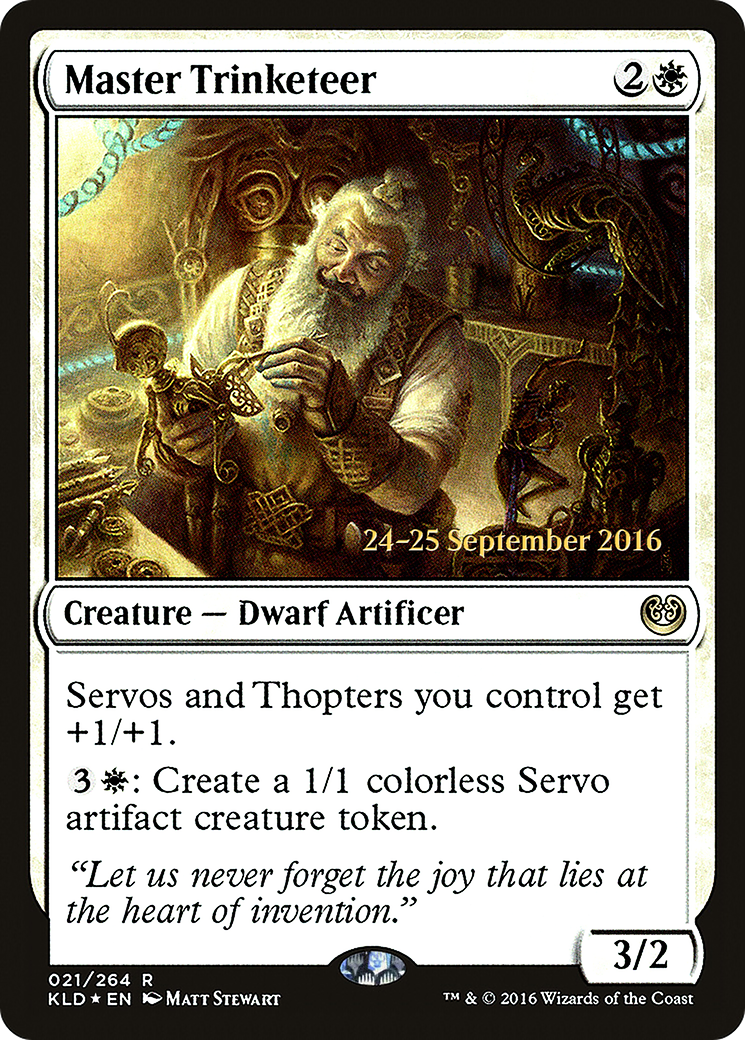 Master Trinketeer
2
24–25 September 2016
Creature — Dwarf Artificer
Servos and Thopters you control get
+1/+1.
3 : Create a 1/1 colorless Servo
artifact creature token.
“Let us never forget the joy that lies at
the heart of invention.”
3/2
021/264 R
KLD ★ EN Matt Stewart
™ & © 2016 Wizards of the Coast